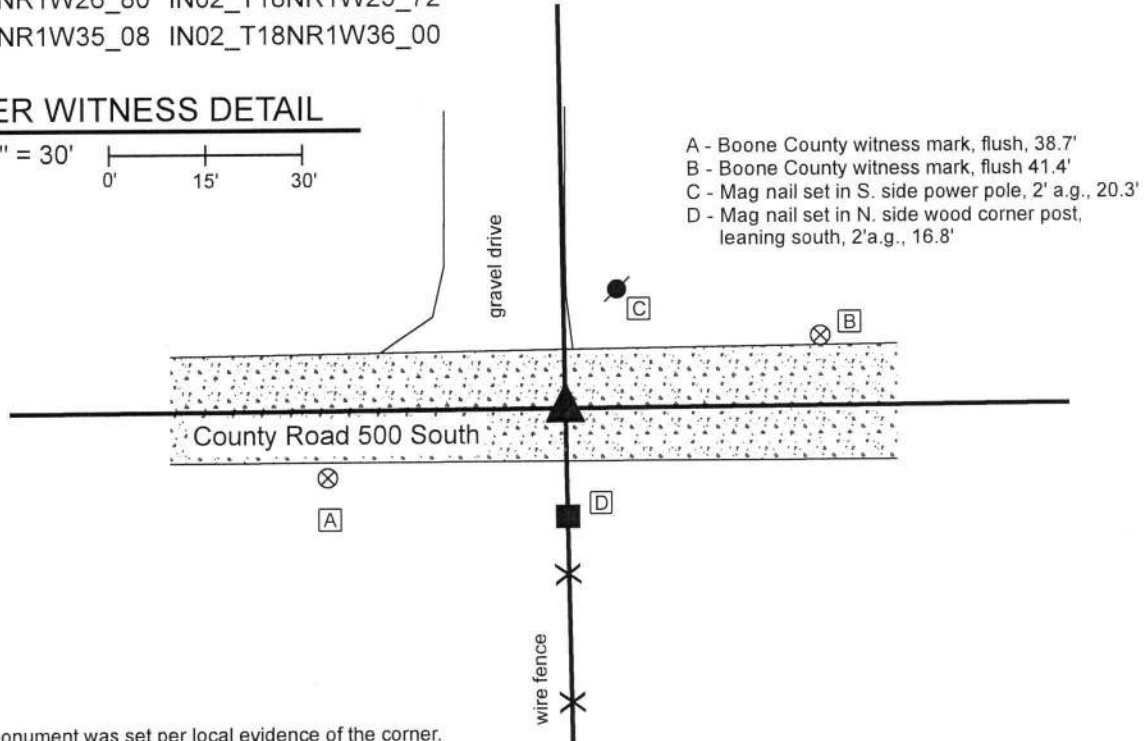 NR1W26_80 IN02_T18NR1W25_72
NR1W35_08 IN02_T18NR1W36_00
ER WITNESS DETAIL
" = 30'
0' 15' 30'
A - Boone County witness mark, flush, 38.7'
B - Boone County witness mark, flush 41.4'
C - Mag nail set in S. side power pole, 2' a.g., 20.3'
D - Mag nail set in N. side wood corner post,
leaning south, 2'a.g., 16.8'
gravel drive
C
B
County Road 500 South
A
D
wire fence
onument was set per local evidence of the corner.